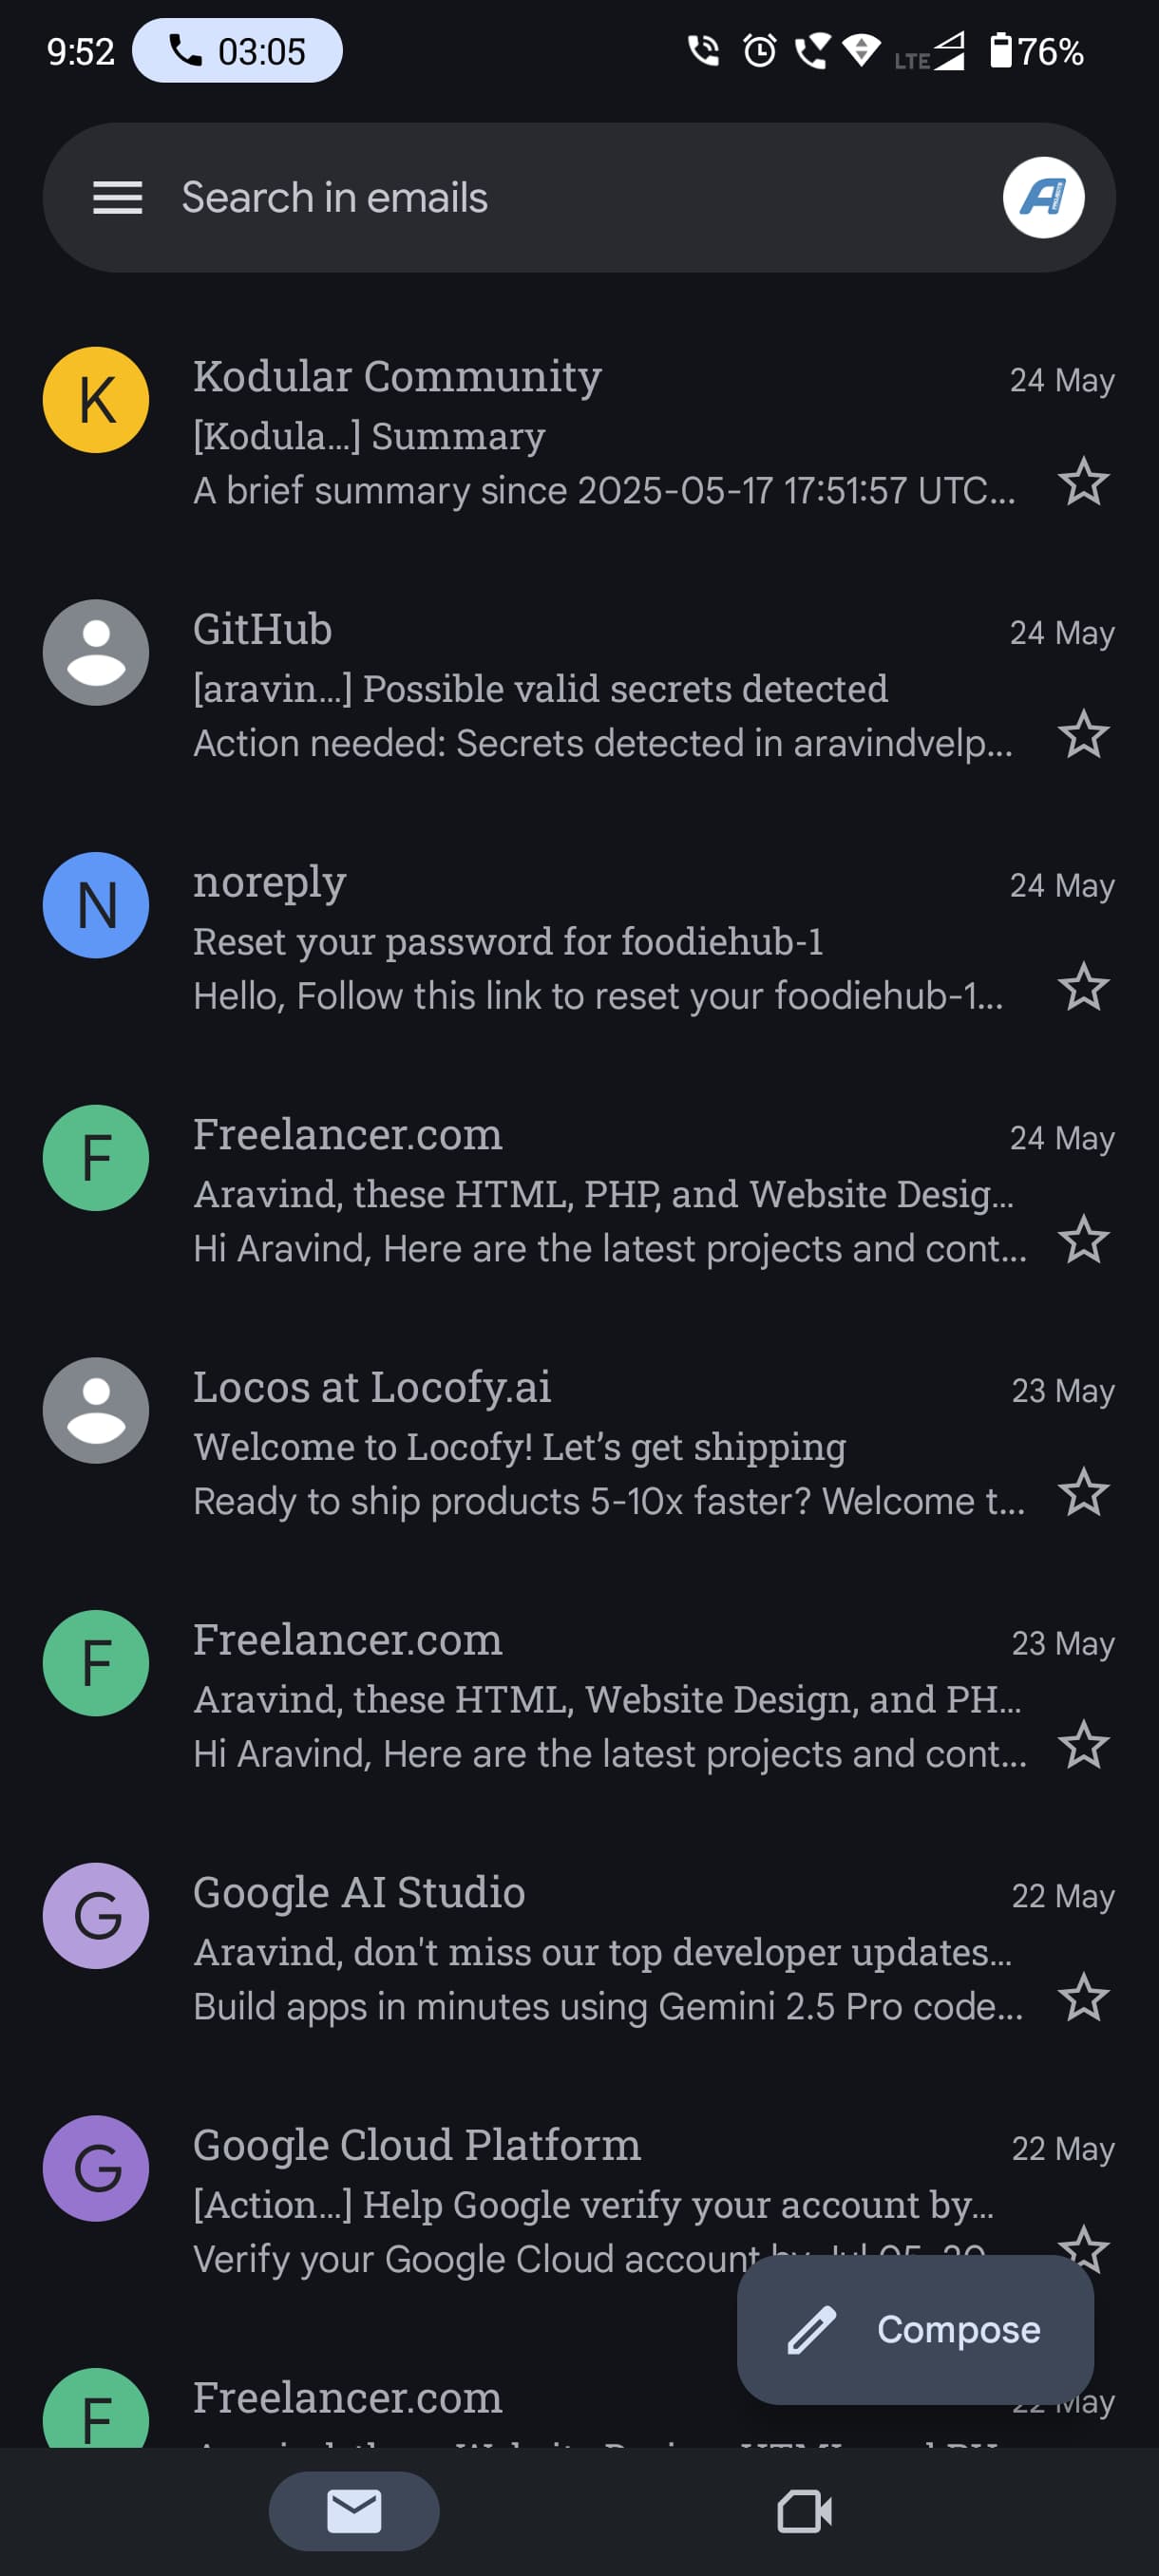 9:52 03:05 LTE 76%
Search in emails
K
Kodular Community 24 May
[Kodula...] Summary
A brief summary since 2025-05-17 17:51:57 UTC...
GitHub 24 May
[aravin...] Possible valid secrets detected
Action needed: Secrets detected in aravindvelp...
N
noreply 24 May
Reset your password for foodiehub-1
Hello, Follow this link to reset your foodiehub-1...
F
Freelancer.com 24 May
Aravind, these HTML, PHP, and Website Desig...
Hi Aravind, Here are the latest projects and cont...
Locos at Locofy.ai 23 May
Welcome to Locofy! Let’s get shipping
Ready to ship products 5-10x faster? Welcome t...
F
Freelancer.com 23 May
Aravind, these HTML, Website Design, and PH...
Hi Aravind, Here are the latest projects and cont...
G
Google AI Studio 22 May
Aravind, don't miss our top developer updates...
Build apps in minutes using Gemini 2.5 Pro code...
G
Google Cloud Platform 22 May
[Action...] Help Google verify your account by...
Verify your Google Cloud account by Jul 05, 20
Compose
F
Freelancer.com 22 May